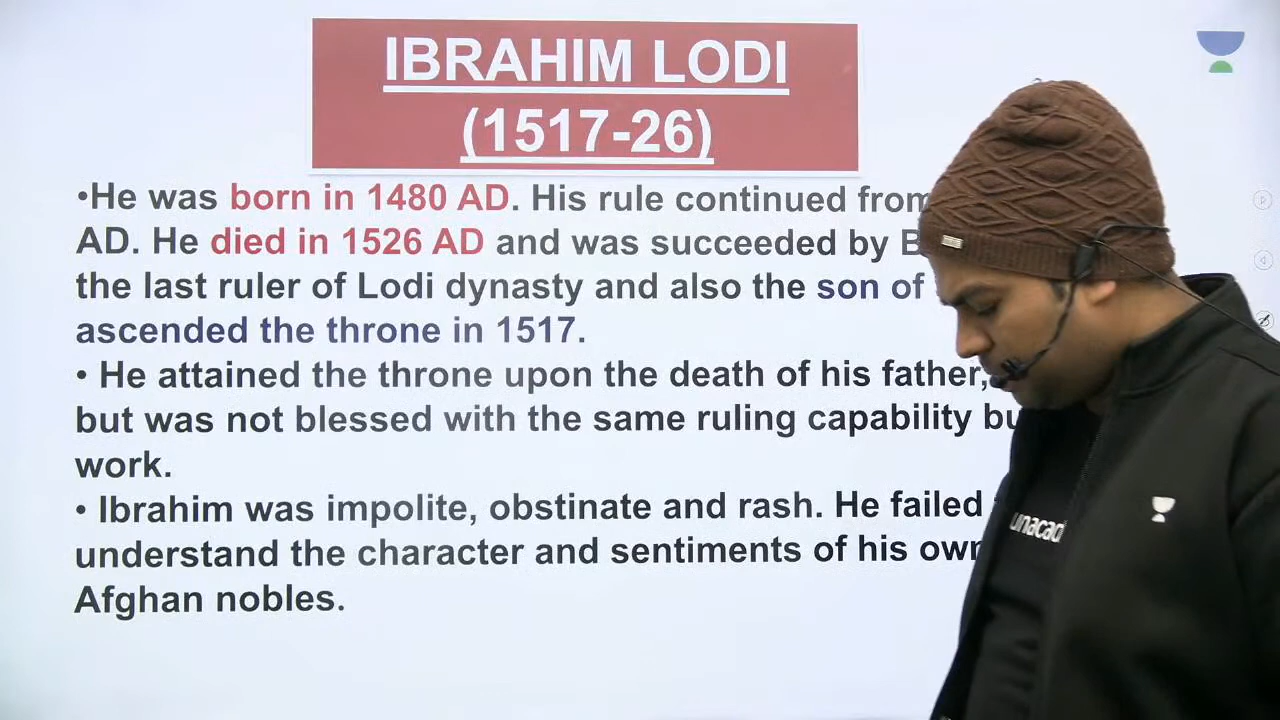 IBRAHIM LODI
(1517-26)
•He was born in 1480 AD. His rule continued from
AD. He died in 1526 AD and was succeeded by B
the last ruler of Lodi dynasty and also the son of
ascended the throne in 1517.
• He attained the throne upon the death of his father,
but was not blessed with the same ruling capability bu
work.
• Ibrahim was impolite, obstinate and rash. He failed
understand the character and sentiments of his own
Afghan nobles.
unacad